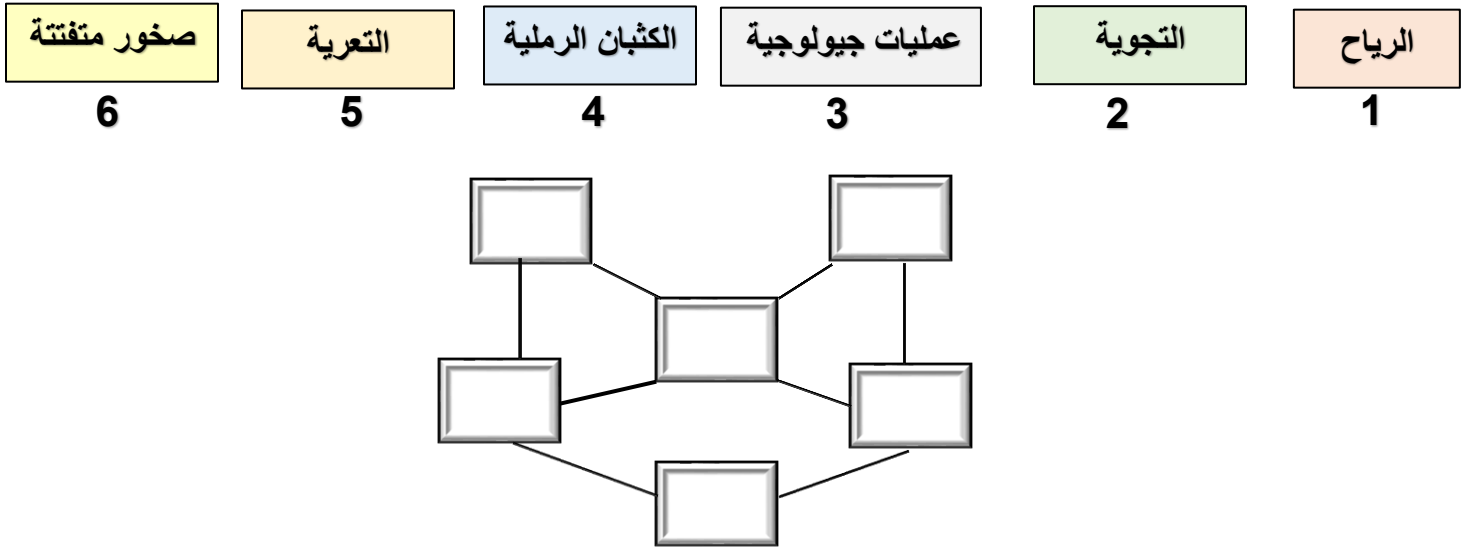 الرياح
التجوية
عمليات جيولوجية
الكثبان الرملية
التعرية
صخور متفتتة
1
2
3
4
5
6